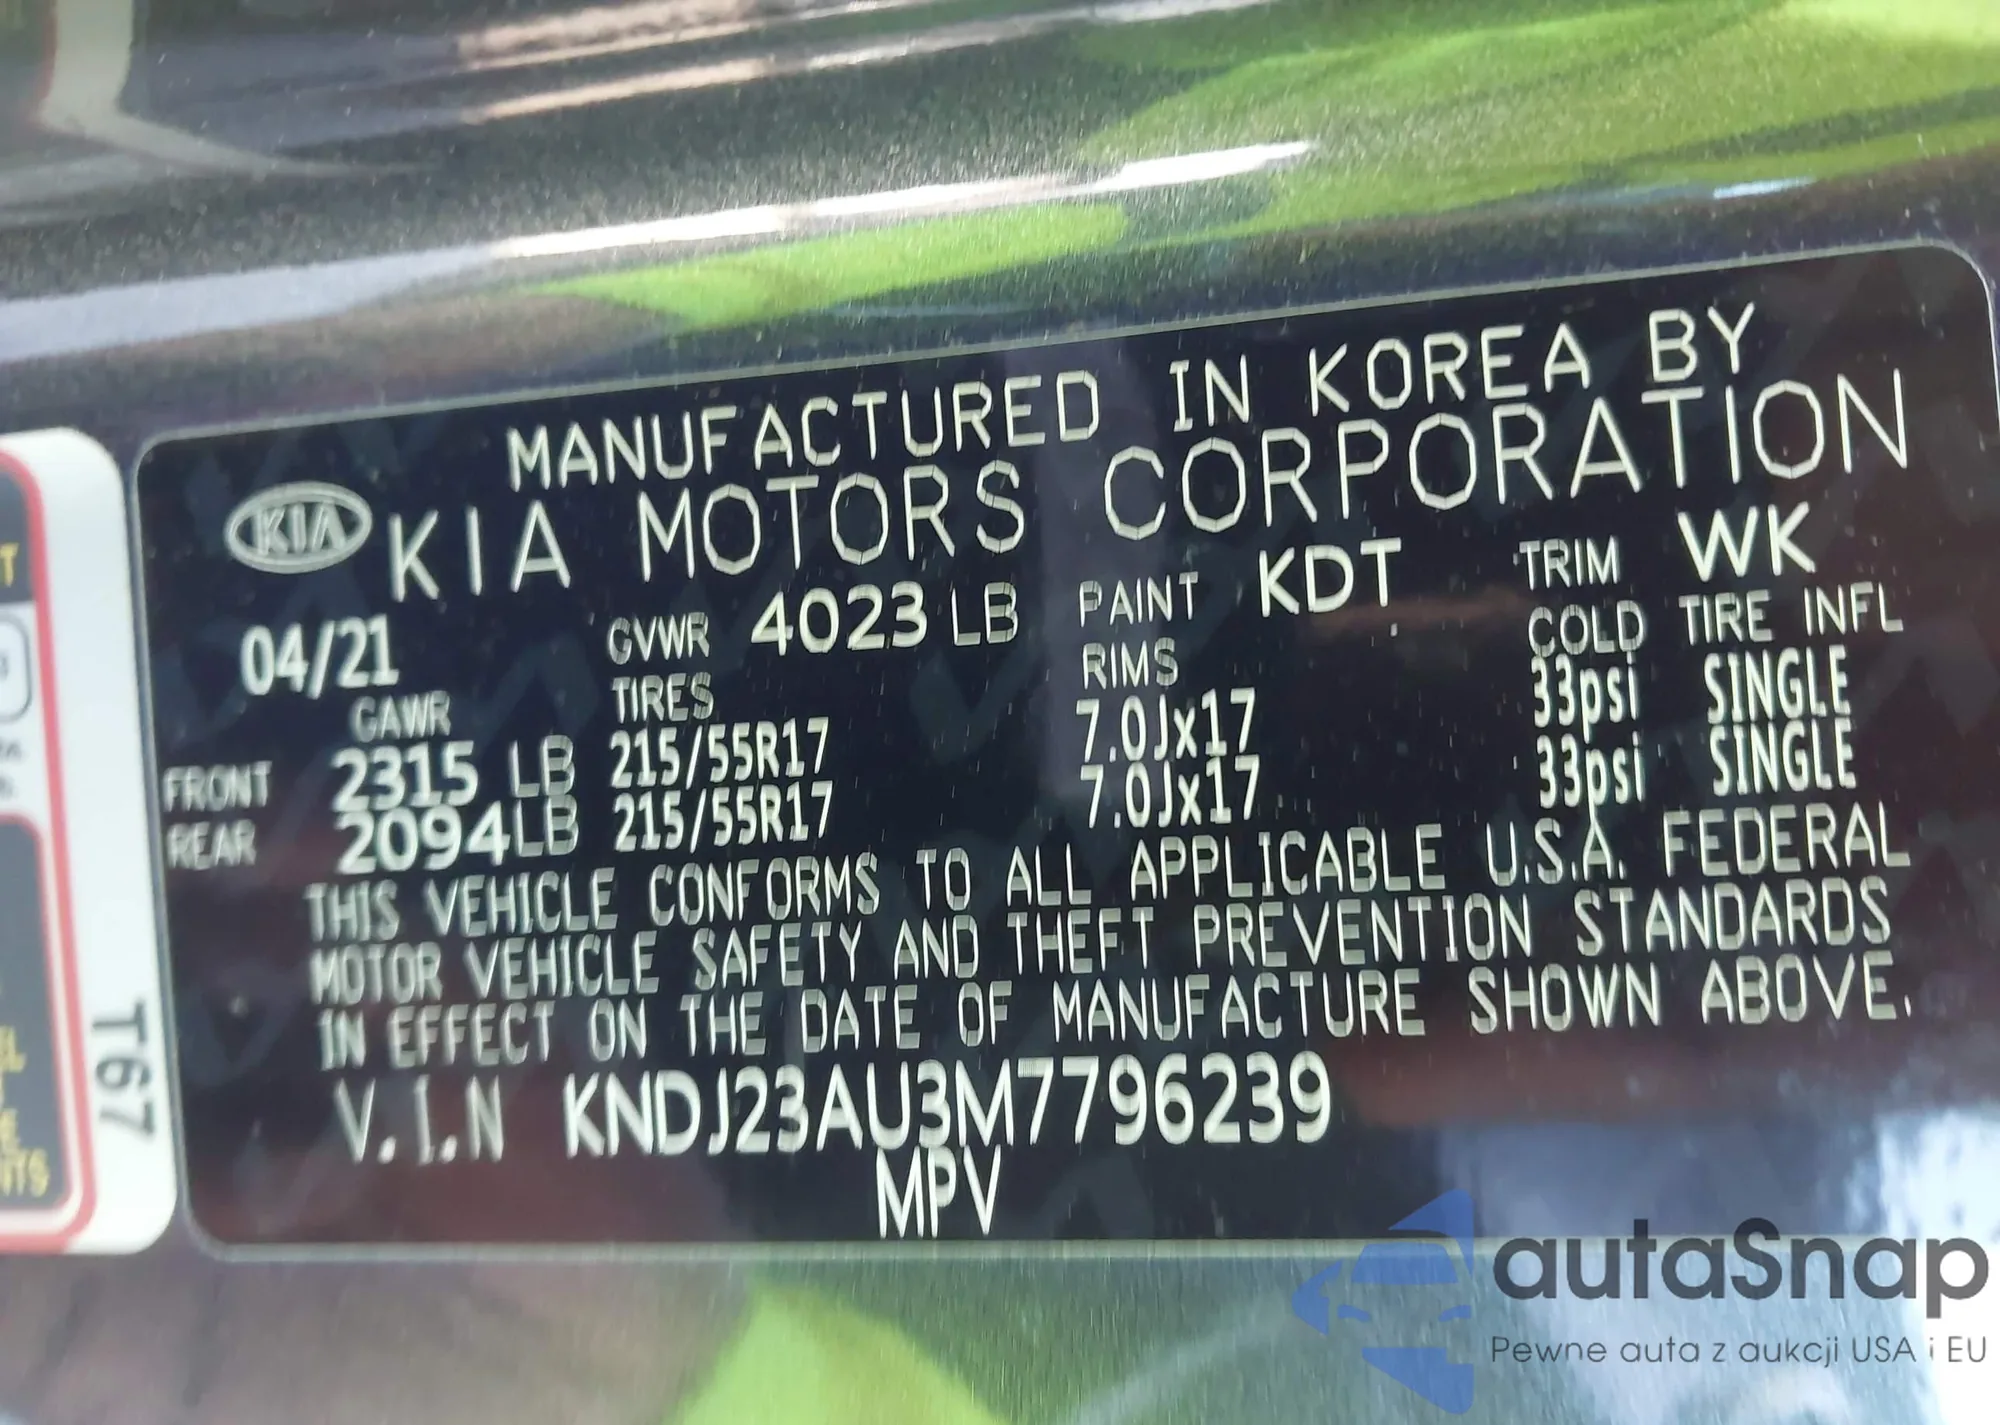 MANUFACTURED IN KOREA BY
KIA KIA MOTORS CORPORATION
04/21 GVWR 4023 LB PAINT KDT TRIM WK
GAWR TIRES RIMS COLD TIRE INFL
FRONT 2315 LB 215/55R17 7.0Jx17 33psi SINGLE
REAR 2094LB 215/55R17 7.0Jx17 33psi SINGLE
THIS VEHICLE CONFORMS TO ALL APPLICABLE U.S.A. FEDERAL
MOTOR VEHICLE SAFETY AND THEFT PREVENTION STANDARDS
IN EFFECT ON THE DATE OF MANUFACTURE SHOWN ABOVE.
V.I.N KNDJ23AU3M7796239
MPV
T67
autaSnap
Pewne auta z aukcji USA i EU